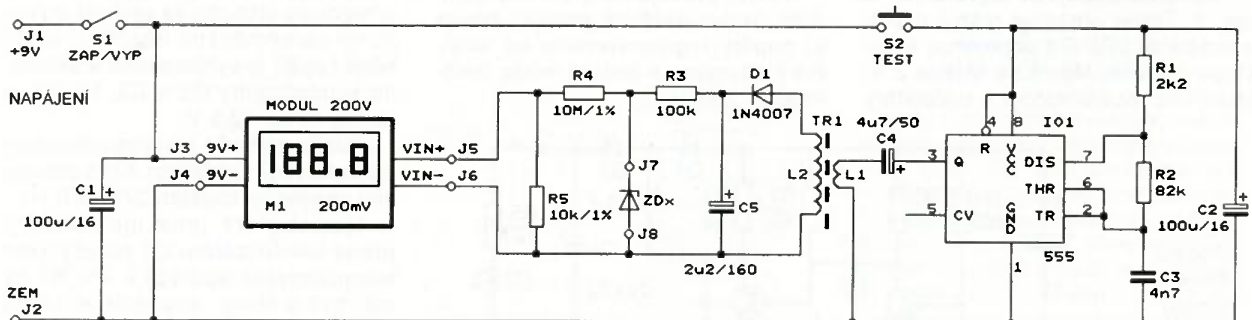 J1
+9V
S1
ZAP/VYP
S2
TEST
NAPÁJENÍ
MODUL 200V
188.8
M1 200mV
J3 9V+
J4 9V-
VIN+ J5
VIN- J6
C1
+
100u/16
R4
10M/1%
R3
100k
D1
1N4007
R5
10k/1%
J7
ZDx
J8
+
C5
2u2/160
TR1
L2
L1
4u7/50
C4
+
IO1
4
8
R
VCC
3
Q
5
CV
DIS
7
THR
6
TR
2
GND
1
555
R1
2k2
R2
82k
C3
4n7
C2
+
100u/16
ZEM
J2